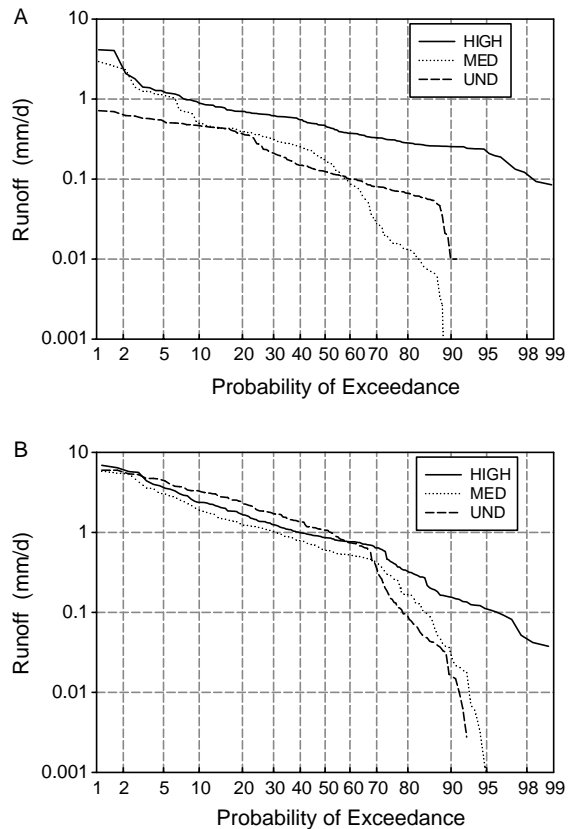 A
10
1
0.1
0.01
0.001
Runoff (mm/d)
HIGH
MED
UND
1 2 5 10 20 30 40 50 60 70 80 90 95 98 99
Probability of Exceedance
B
10
1
0.1
0.01
0.001
Runoff (mm/d)
HIGH
MED
UND
1 2 5 10 20 30 40 50 60 70 80 90 95 98 99
Probability of Exceedance